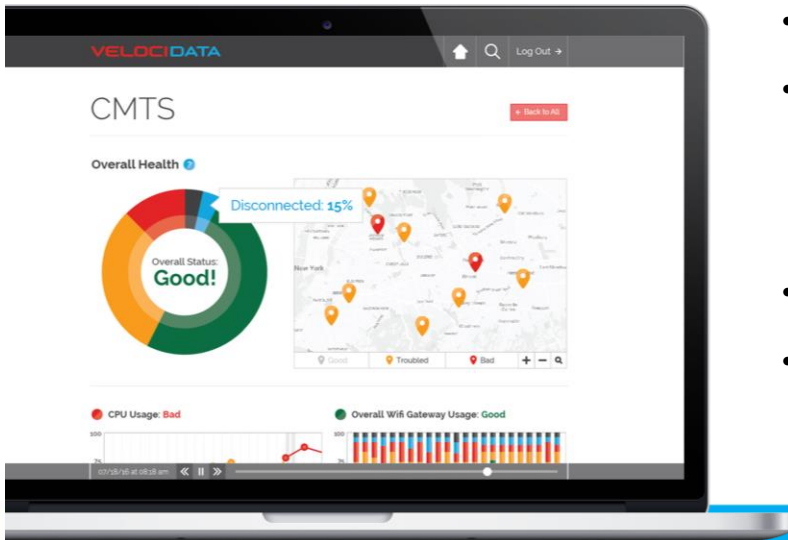 VELOCIDATA
Log Out →
CMTS
← Back to All
Overall Health ?
Disconnected: 15%
Overall Status:
Good!
New York
Good
Troubled
Bad
CPU Usage: Bad
Overall Wifi Gateway Usage: Good
100
100
75
75
07/18/16 at 08:18 am